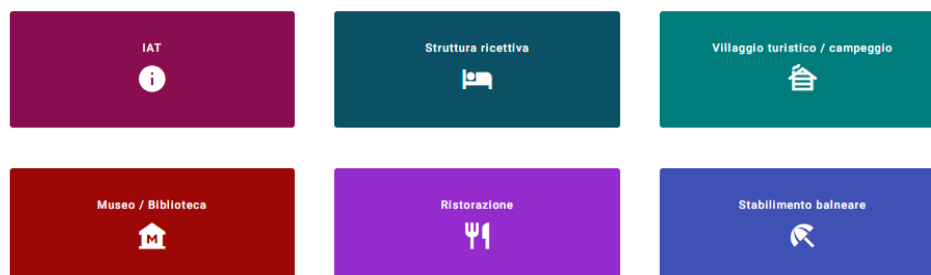 IAT
Struttura ricettiva
Villaggio turistico / campeggio
Museo / Biblioteca
M
Ristorazione
Stabilimento balneare